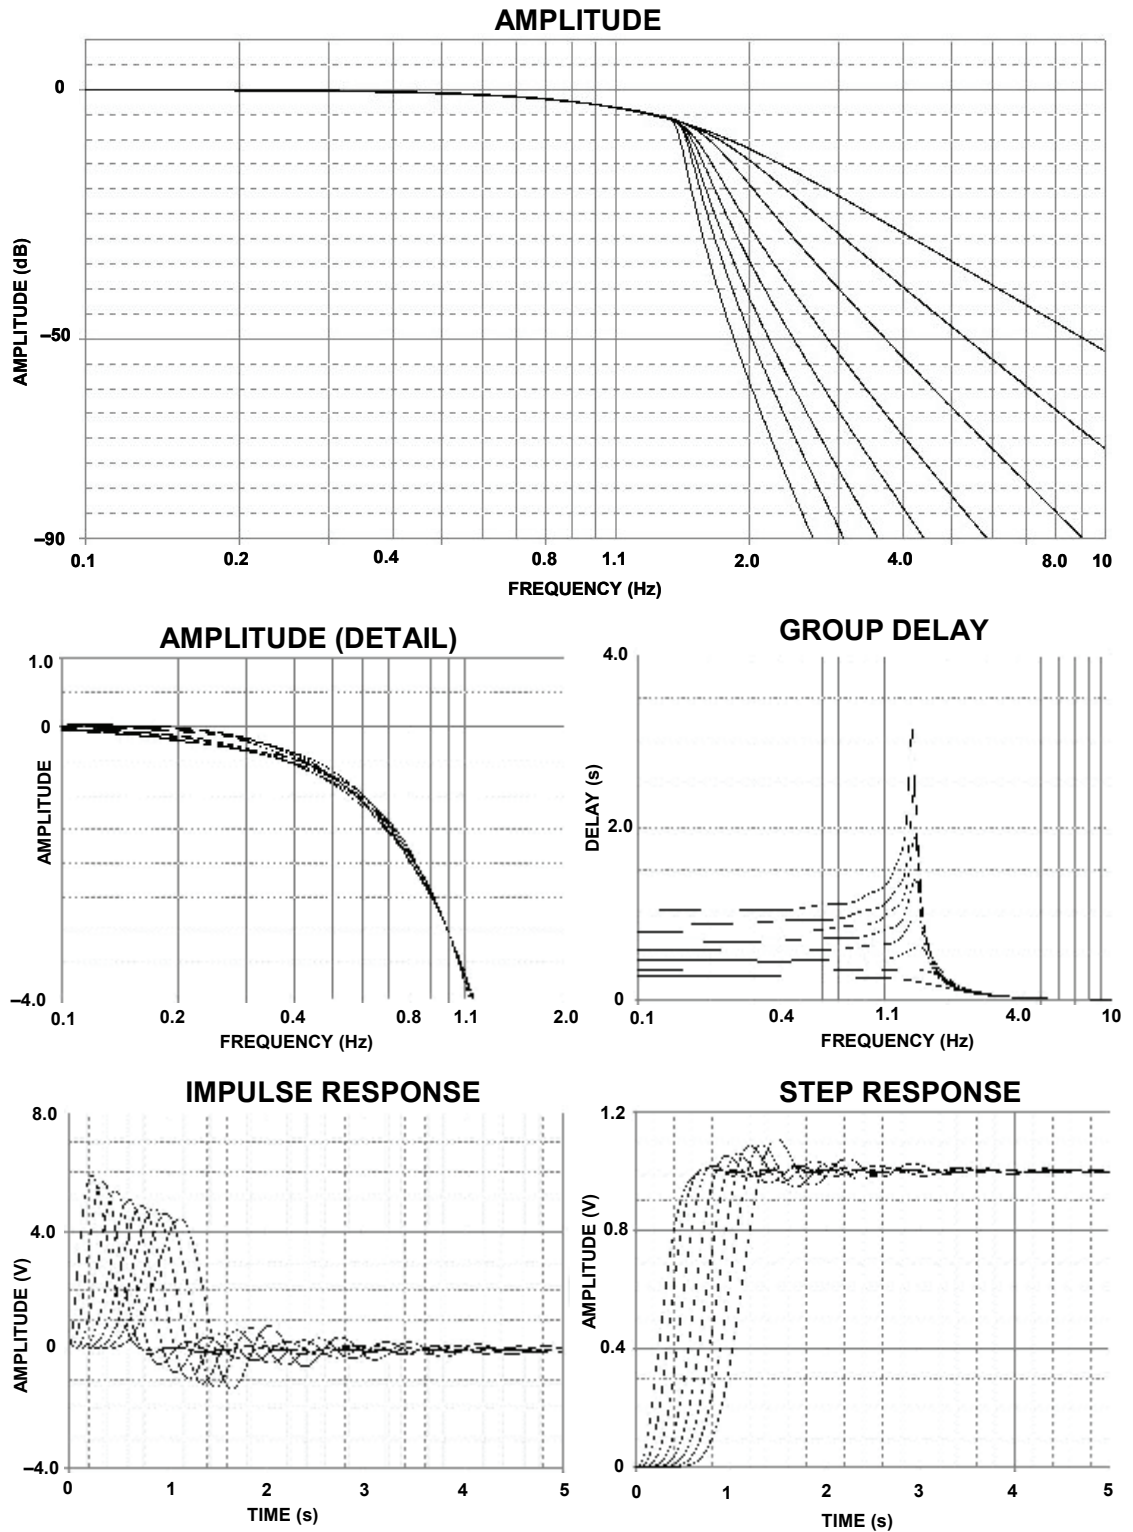 AMPLITUDE
0
–50
–90
AMPLITUDE (dB)
0.1 0.2 0.4 0.8 1.1 2.0 4.0 8.0 10
FREQUENCY (Hz)
AMPLITUDE (DETAIL)
1.0
0
–4.0
AMPLITUDE
0.1 0.2 0.4 0.8 1.1 2.0
FREQUENCY (Hz)
GROUP DELAY
4.0
2.0
0
DELAY (s)
0.1 0.4 1.1 4.0 10
FREQUENCY (Hz)
IMPULSE RESPONSE
8.0
4.0
0
–4.0
AMPLITUDE (V)
0 1 2 3 4 5
TIME (s)
STEP RESPONSE
1.2
0.8
0.4
0
AMPLITUDE (V)
0 1 2 3 4 5
TIME (s)